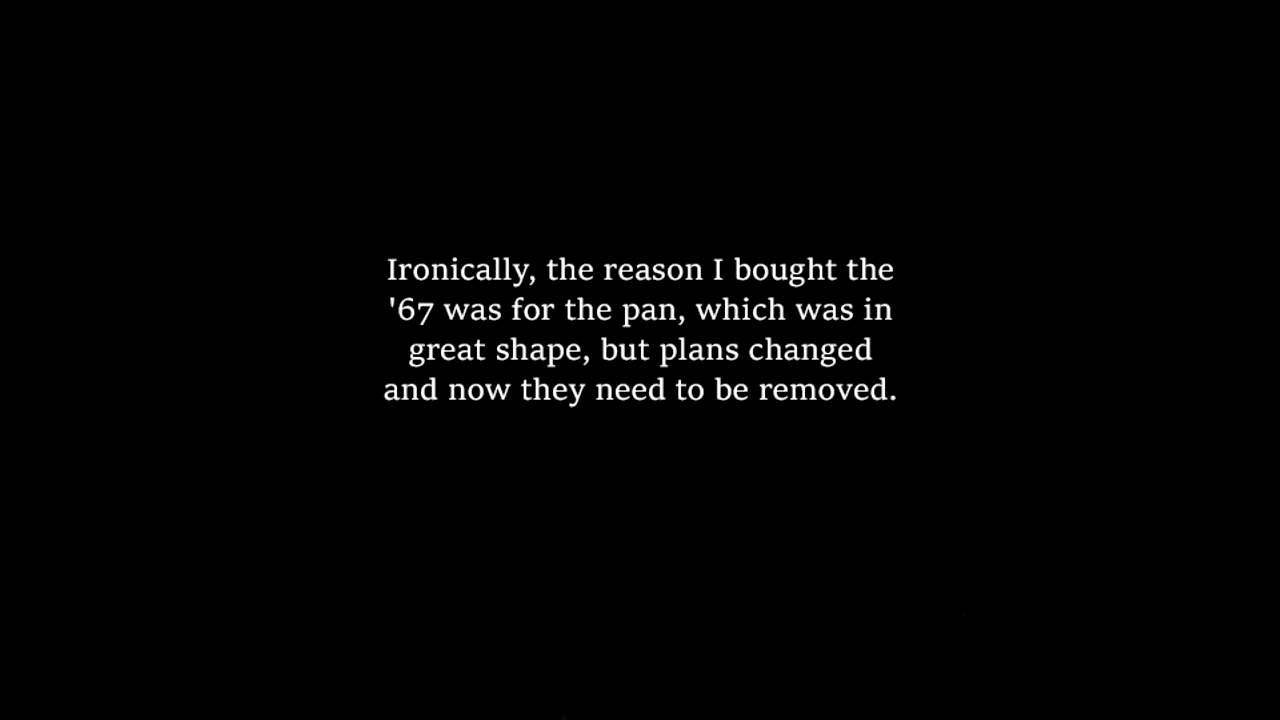 Ironically, the reason I bought the
'67 was for the pan, which was in
great shape, but plans changed
and now they need to be removed.